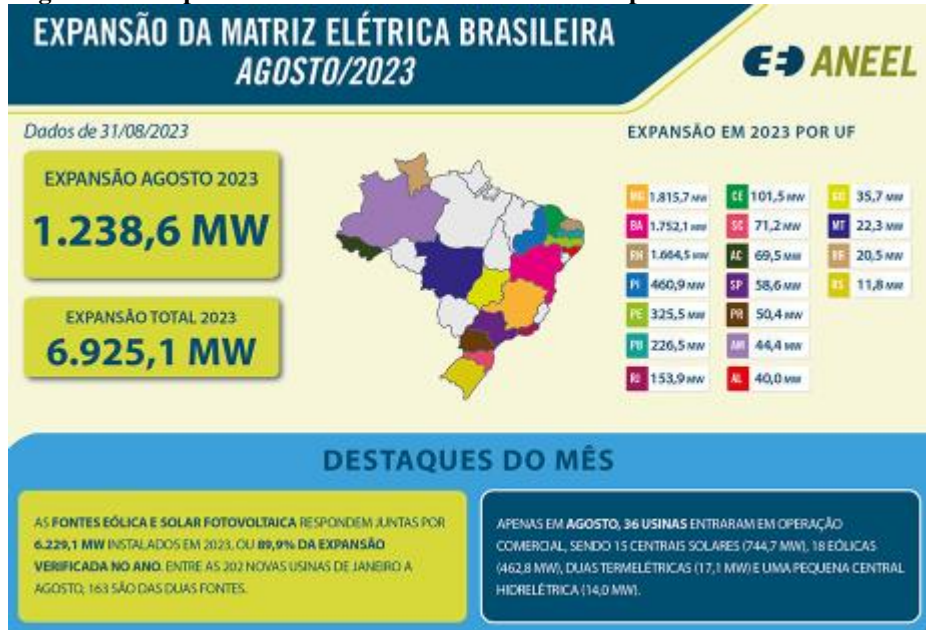 EXPANSÃO DA MATRIZ ELÉTRICA BRASILEIRA
AGOSTO/2023
ANEEL
Dados de 31/08/2023
EXPANSÃO AGOSTO 2023
1.238,6 MW
EXPANSÃO TOTAL 2023
6.925,1 MW
EXPANSÃO EM 2023 POR UF
MG 1.815,7 MW
BA 1.752,1 MW
RN 1.664,5 MW
PI 460,9 MW
PE 325,5 MW
PB 226,5 MW
RJ 153,9 MW
CE 101,5 MW
SC 71,2 MW
AC 69,5 MW
SP 58,6 MW
PR 50,4 MW
AM 44,4 MW
AL 40,0 MW
GO 35,7 MW
MT 22,3 MW
RR 20,5 MW
RS 11,8 MW
DESTAQUES DO MÊS
AS FONTES EÓLICA E SOLAR FOTOVOLTAICA RESPONDEM JUNTAS POR
6.229,1 MW INSTALADOS EM 2023, OU 89,9% DA EXPANSÃO
VERIFICADA NO ANO. ENTRE AS 202 NOVAS USINAS DE JANEIRO A
AGOSTO, 163 SÃO DAS DUAS FONTES.
APENAS EM AGOSTO, 36 USINAS ENTRARAM EM OPERAÇÃO
COMERCIAL, SENDO 15 CENTRAIS SOLARES (744,7 MW), 18 EÓLICAS
(462,8 MW), DUAS TERMELÉTRICAS (17,1 MW) E UMA PEQUENA CENTRAL
HIDRELÉTRICA (14,0 MW).